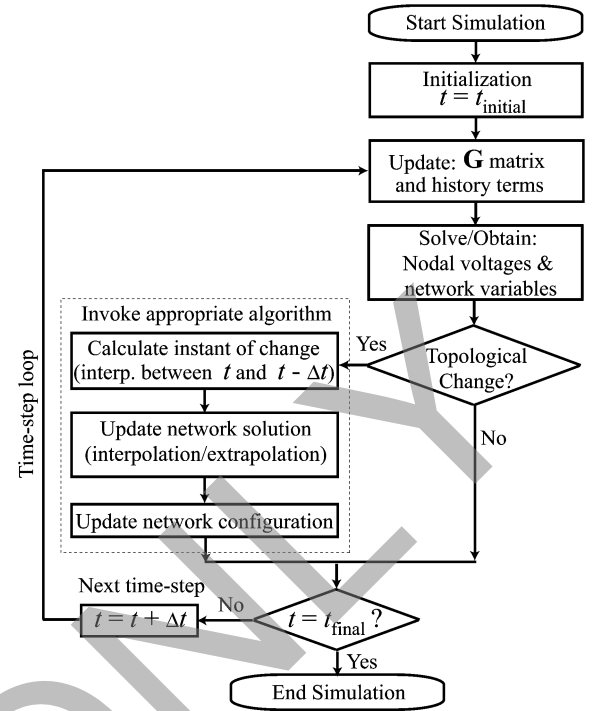 Start Simulation
Initialization
t = t_initial
Update: G matrix
and history terms
Solve/Obtain:
Nodal voltages &
network variables
Topological
Change?
Yes
No
Invoke appropriate algorithm
Calculate instant of change
(interp. between t and t - Δt)
Update network solution
(interpolation/extrapolation)
Update network configuration
Time-step loop
Next time-step
t = t + Δt
No
t = t_final ?
Yes
End Simulation
ONLY